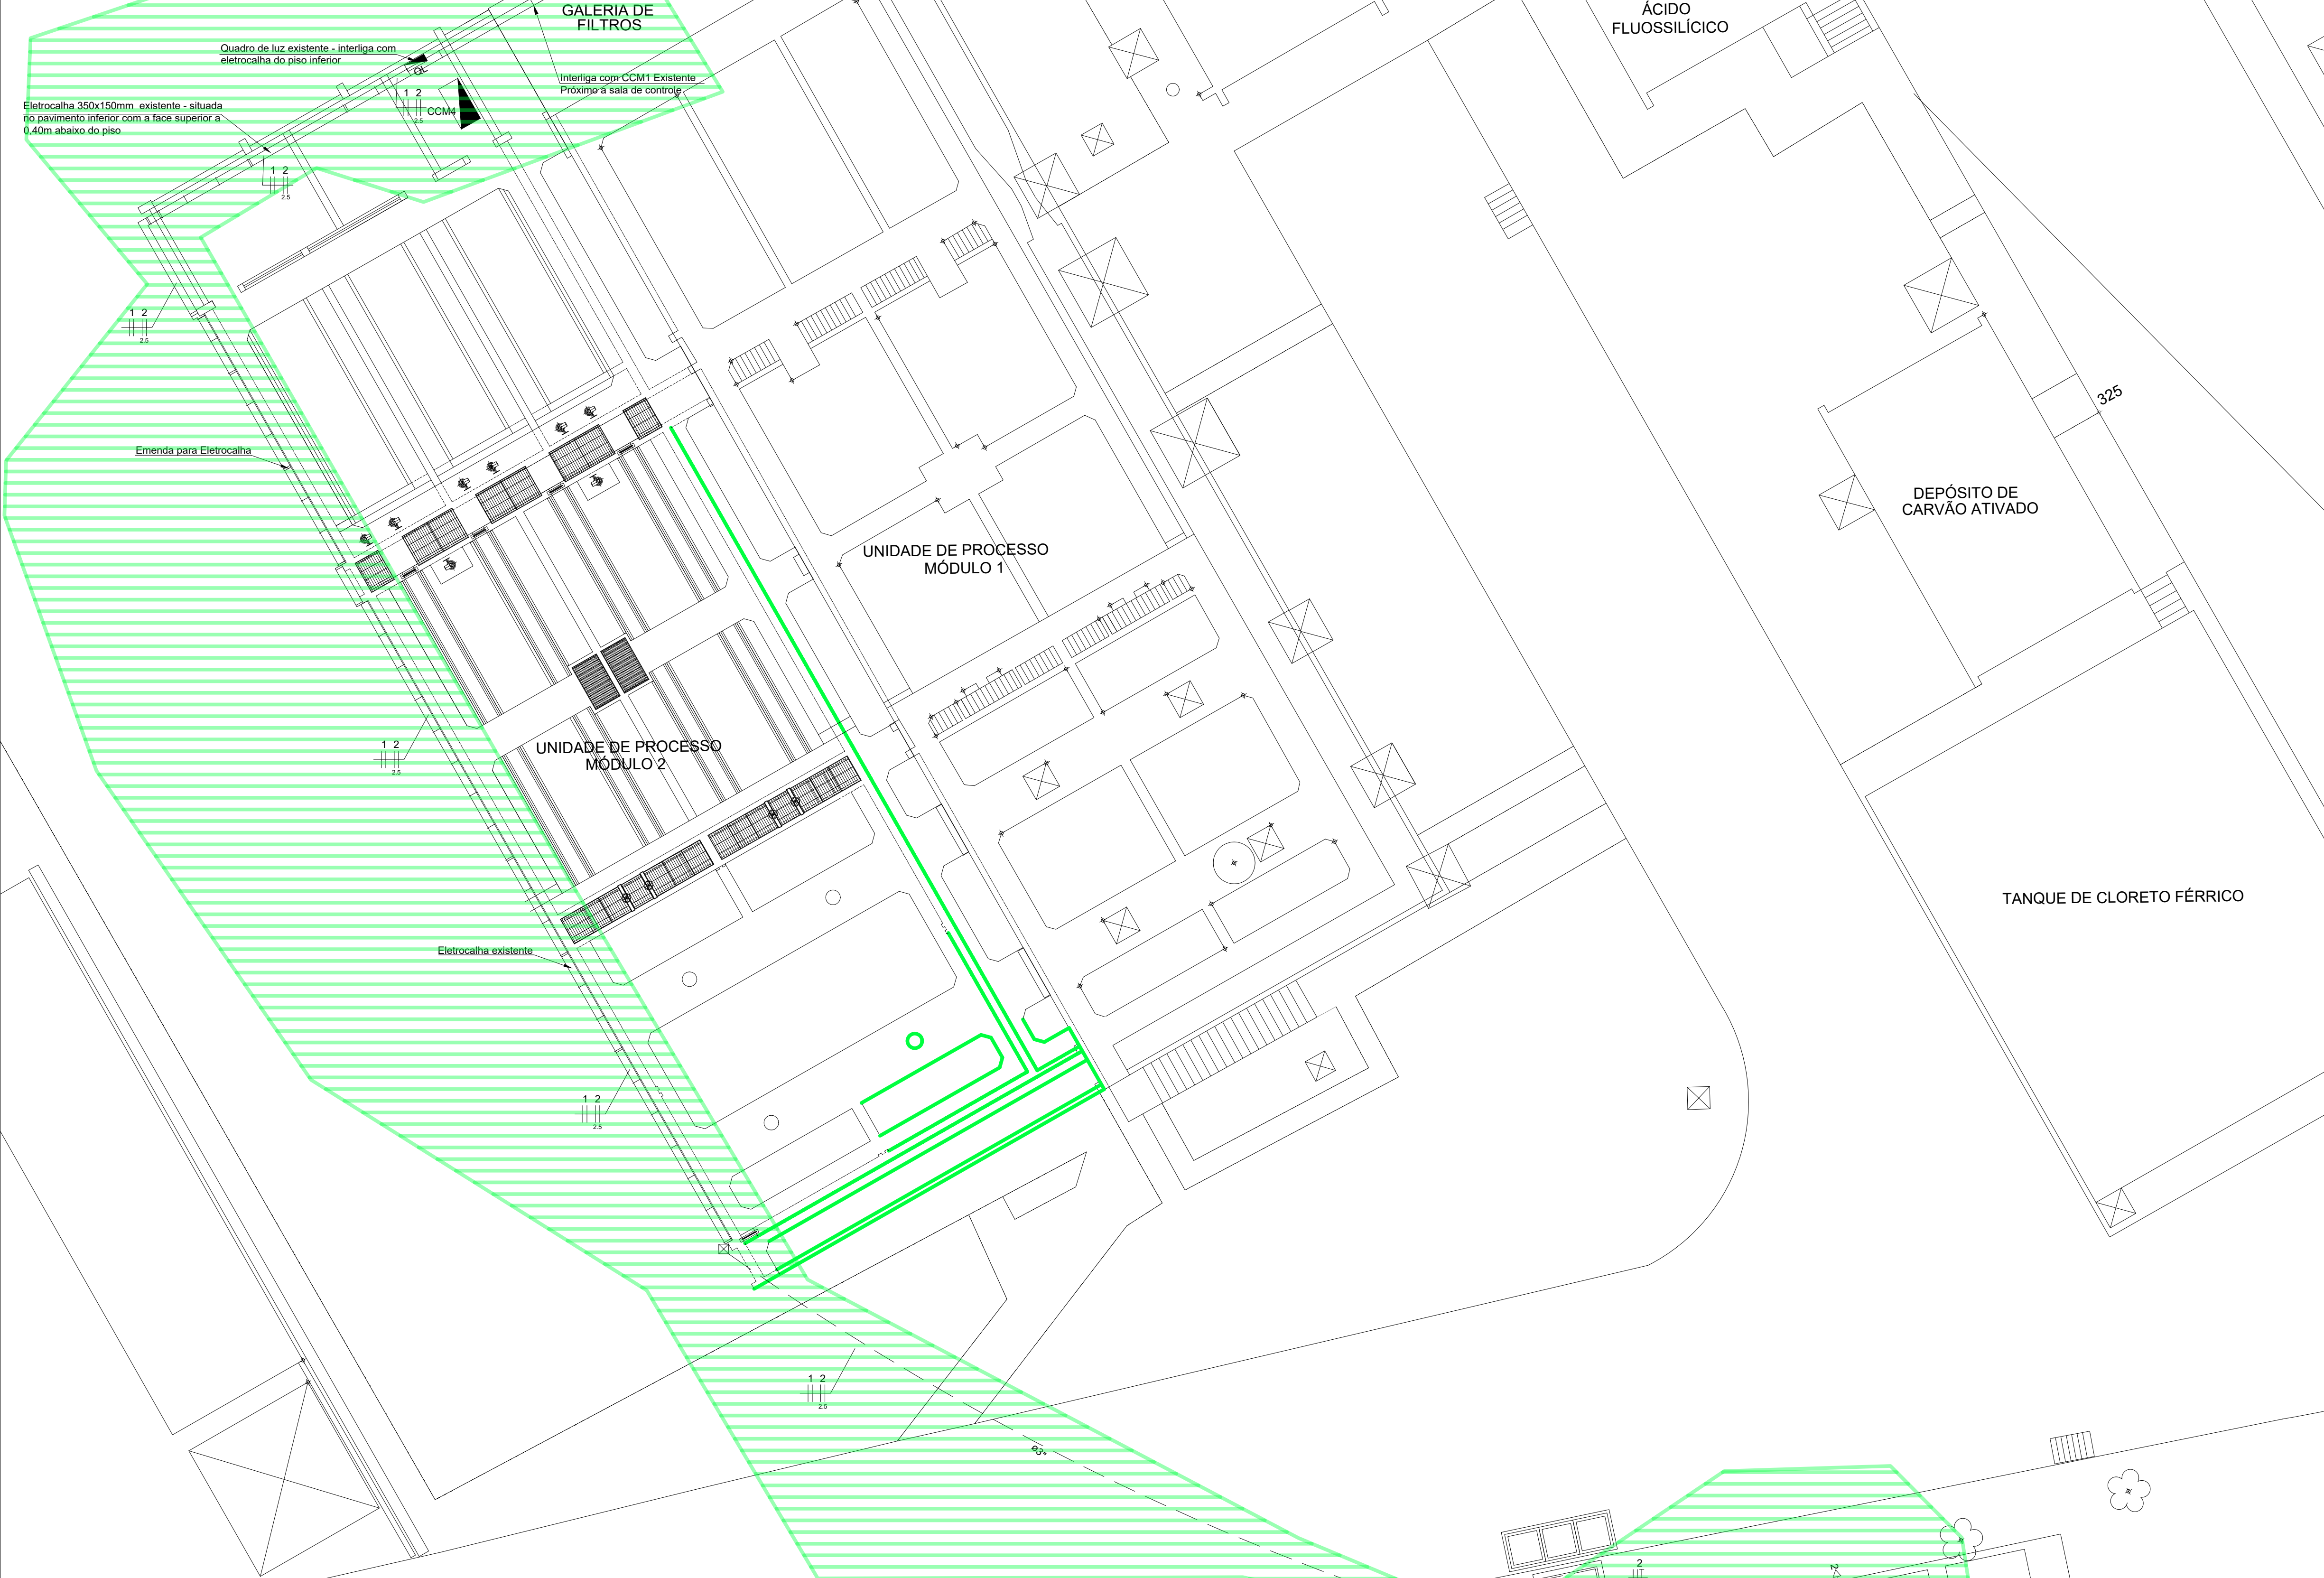 GALERIA DE
FILTROS
ÁCIDO
FLUOSSILÍCICO
Quadro de luz existente - interliga com
eletrocalha do piso inferior
QL
Interliga com CCM1 Existente
Próximo a sala de controle
1 2
2.5
CCM4
Eletrocalha 350x150mm existente - situada
no pavimento inferior com a face superior a
0,40m abaixo do piso
1 2
2.5
1 2
2.5
325
Emenda para Eletrocalha
DEPÓSITO DE
CARVÃO ATIVADO
UNIDADE DE PROCESSO
MÓDULO 1
1 2
2.5
UNIDADE DE PROCESSO
MÓDULO 2
TANQUE DE CLORETO FÉRRICO
Eletrocalha existente
1 2
2.5
1 2
2.5
ø3"
2
2